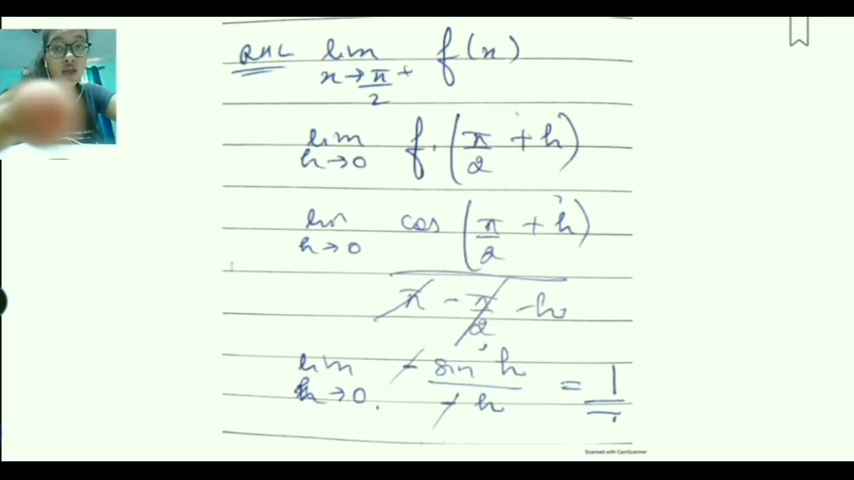 RHL lim x→π/2+ f(x)
lim h→0 f.(π/2 + h)
lim h→0 cos (π/2 + h)
π - π/2 - h
lim h→0. - sin h / - h = 1
Scanned with CamScanner